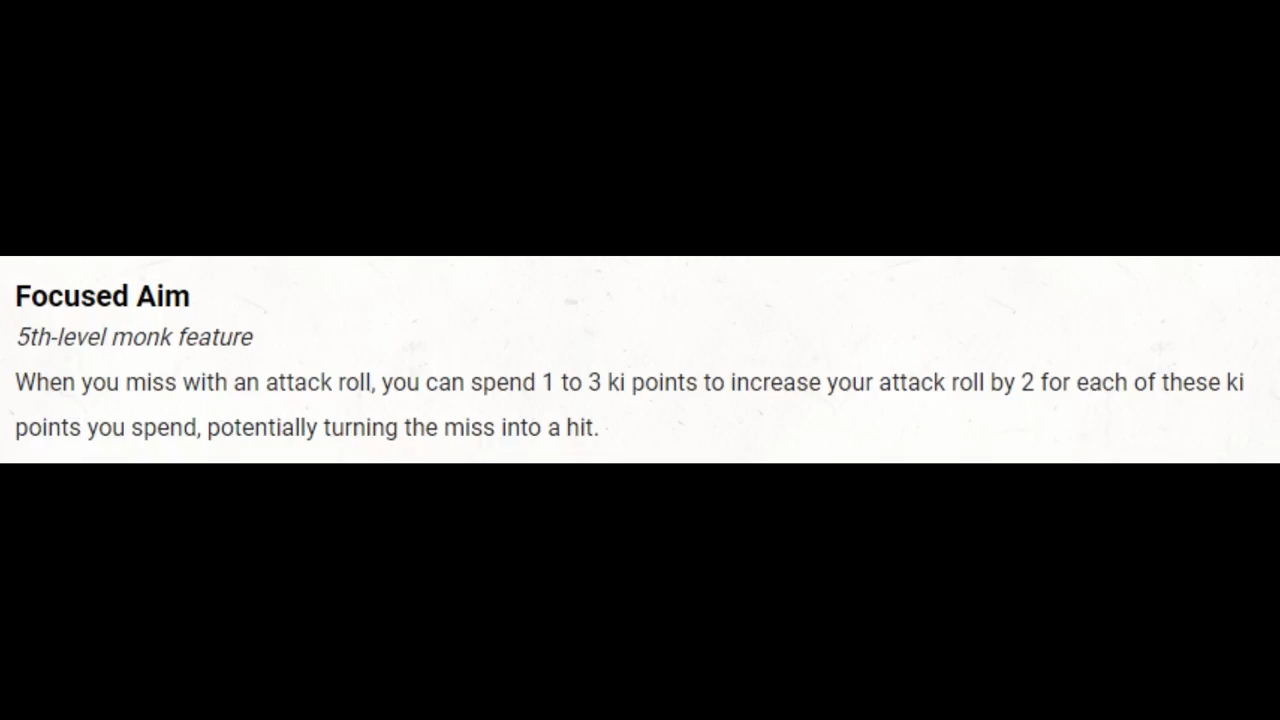 Focused Aim
5th-level monk feature
When you miss with an attack roll, you can spend 1 to 3 ki points to increase your attack roll by 2 for each of these ki
points you spend, potentially turning the miss into a hit.